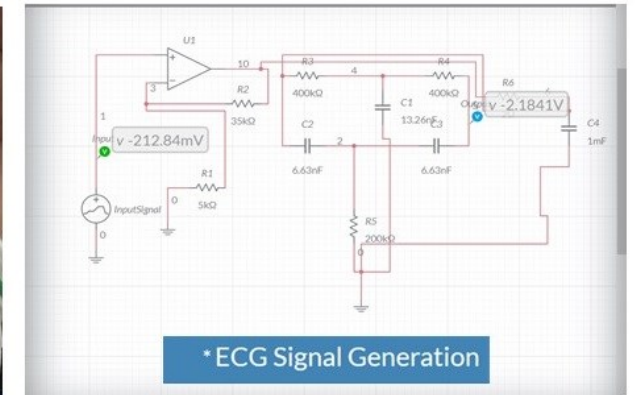 U1
10
3
R2
35kΩ
R3
400kΩ
4
R4
400kΩ
C1
13.26nF
R6
v -2.1841V
C4
1mF
1
v -212.84mV
C2
6.63nF
2
C3
6.63nF
R1
5kΩ
0
InputSignal
0
R5
200kΩ
0
*ECG Signal Generation